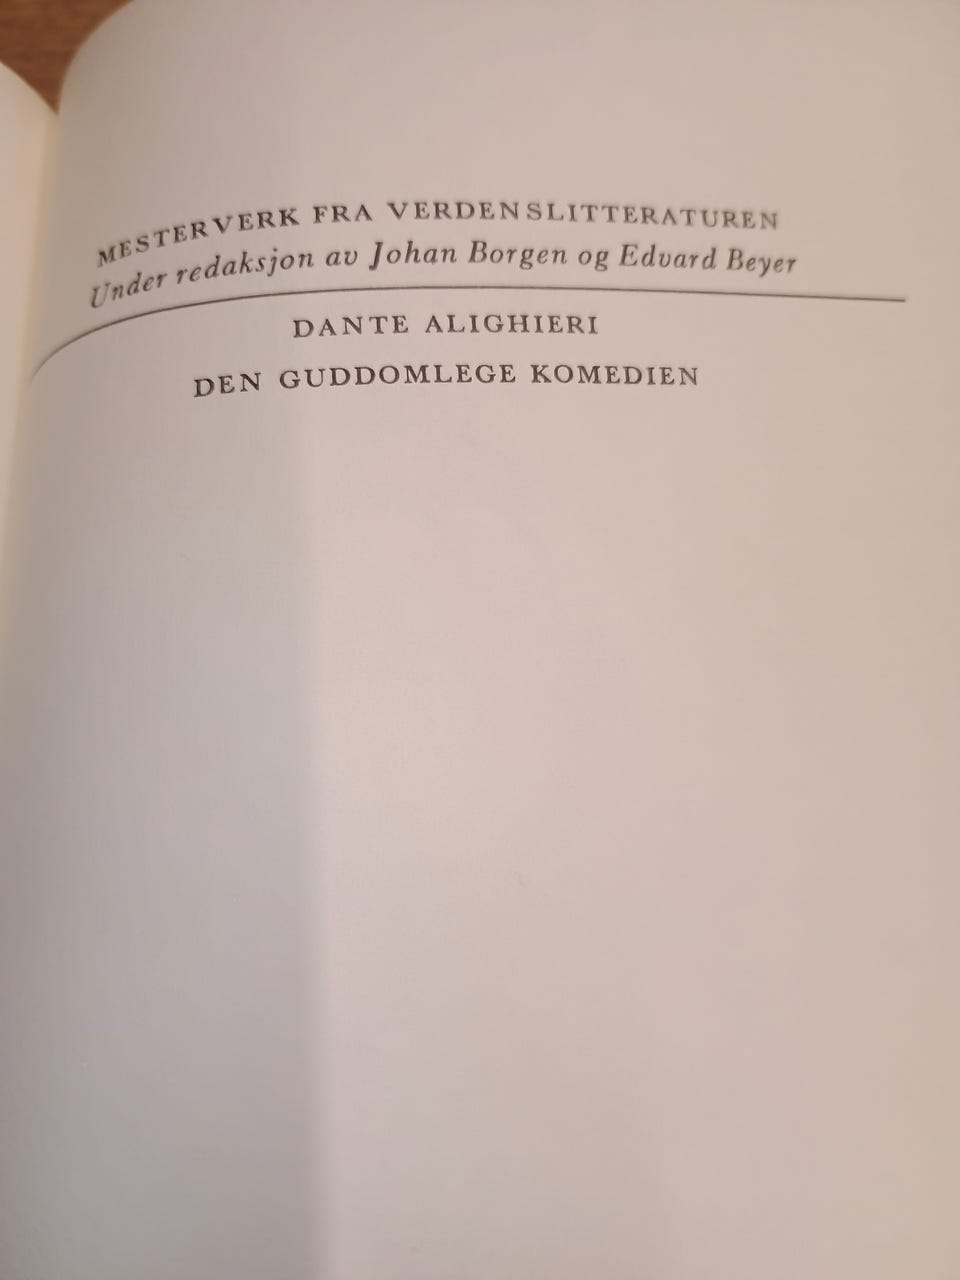 MESTERVERK FRA VERDENSLITTERATUREN
Under redaksjon av Johan Borgen og Edvard Beyer
DANTE ALIGHIERI
DEN GUDDOMLEGE KOMEDIEN